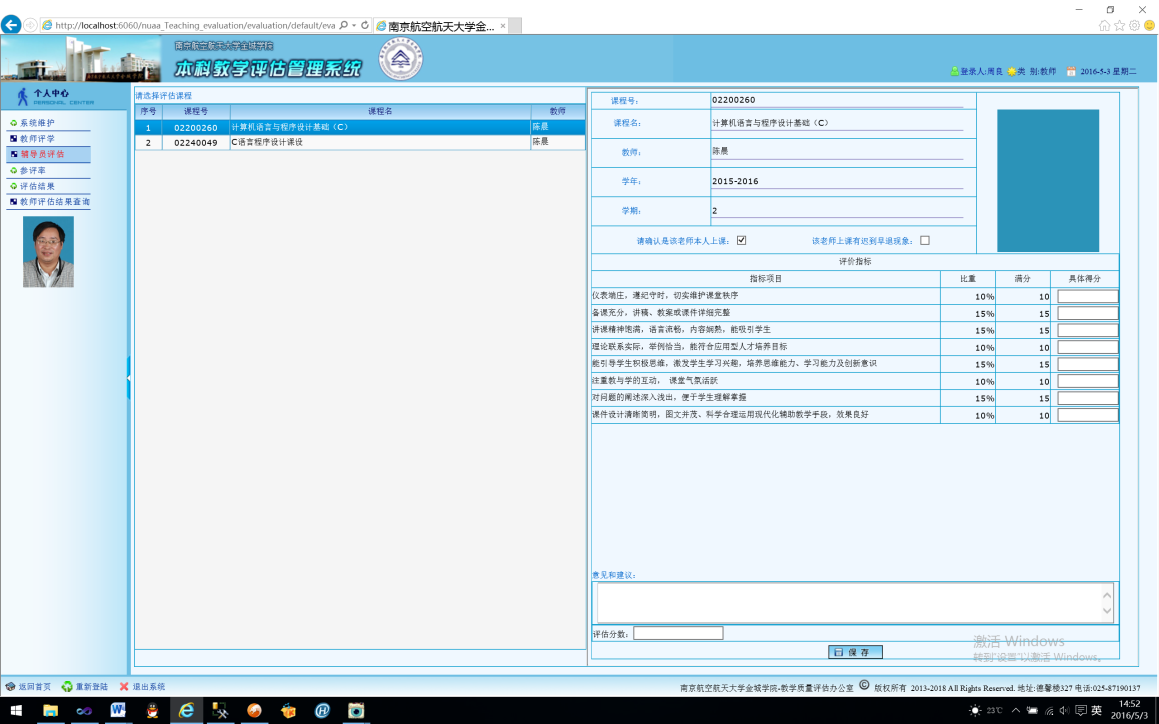 http://localhost:6060/nuaa_Teaching_evaluation/evaluation/default/eva
南京航空航天大学金... ×
南京航空航天大学金城学院
本科教学评估管理系统
登录人:周良 类 别:教师 2016-5-3 星期二
个人中心
PERSONAL CENTER
系统维护
教师评学
辅导员评估
参评率
评估结果
教师评估结果查询
请选择评估课程
序号 课程号 课程名 教师
1 02200260 计算机语言与程序设计基础（C） 陈晨
2 02240049 C语言程序设计课设 陈晨
课程号： 02200260
课程名： 计算机语言与程序设计基础（C）
教师： 陈晨
学年： 2015-2016
学期： 2
请确认是该老师本人上课： 该老师上课有迟到早退现象：
评价指标
指标项目 比重 满分 具体得分
仪表端庄，遵纪守时，切实维护课堂秩序 10% 10
备课充分，讲稿、教案或课件详细完整 15% 15
讲课精神饱满，语言流畅，内容娴熟，能吸引学生 15% 15
理论联系实际，举例恰当，能符合应用型人才培养目标 10% 10
能引导学生积极思维，激发学生学习兴趣，培养思维能力、学习能力及创新意识 15% 15
注重教与学的互动， 课堂气氛活跃 10% 10
对问题的阐述深入浅出，便于学生理解掌握 15% 15
课件设计清晰简明，图文并茂、科学合理运用现代化辅助教学手段，效果良好 10% 10
意见和建议：
评估分数：
保 存
激活 Windows
转到"设置"以激活 Windows。
返回首页 重新登陆 退出系统
南京航空航天大学金城学院-教学质量评估办公室 © 版权所有 2013-2018 All Rights Reserved. 地址:德馨楼327 电话:025-87190137
23℃ 英 14:52
2016/5/3